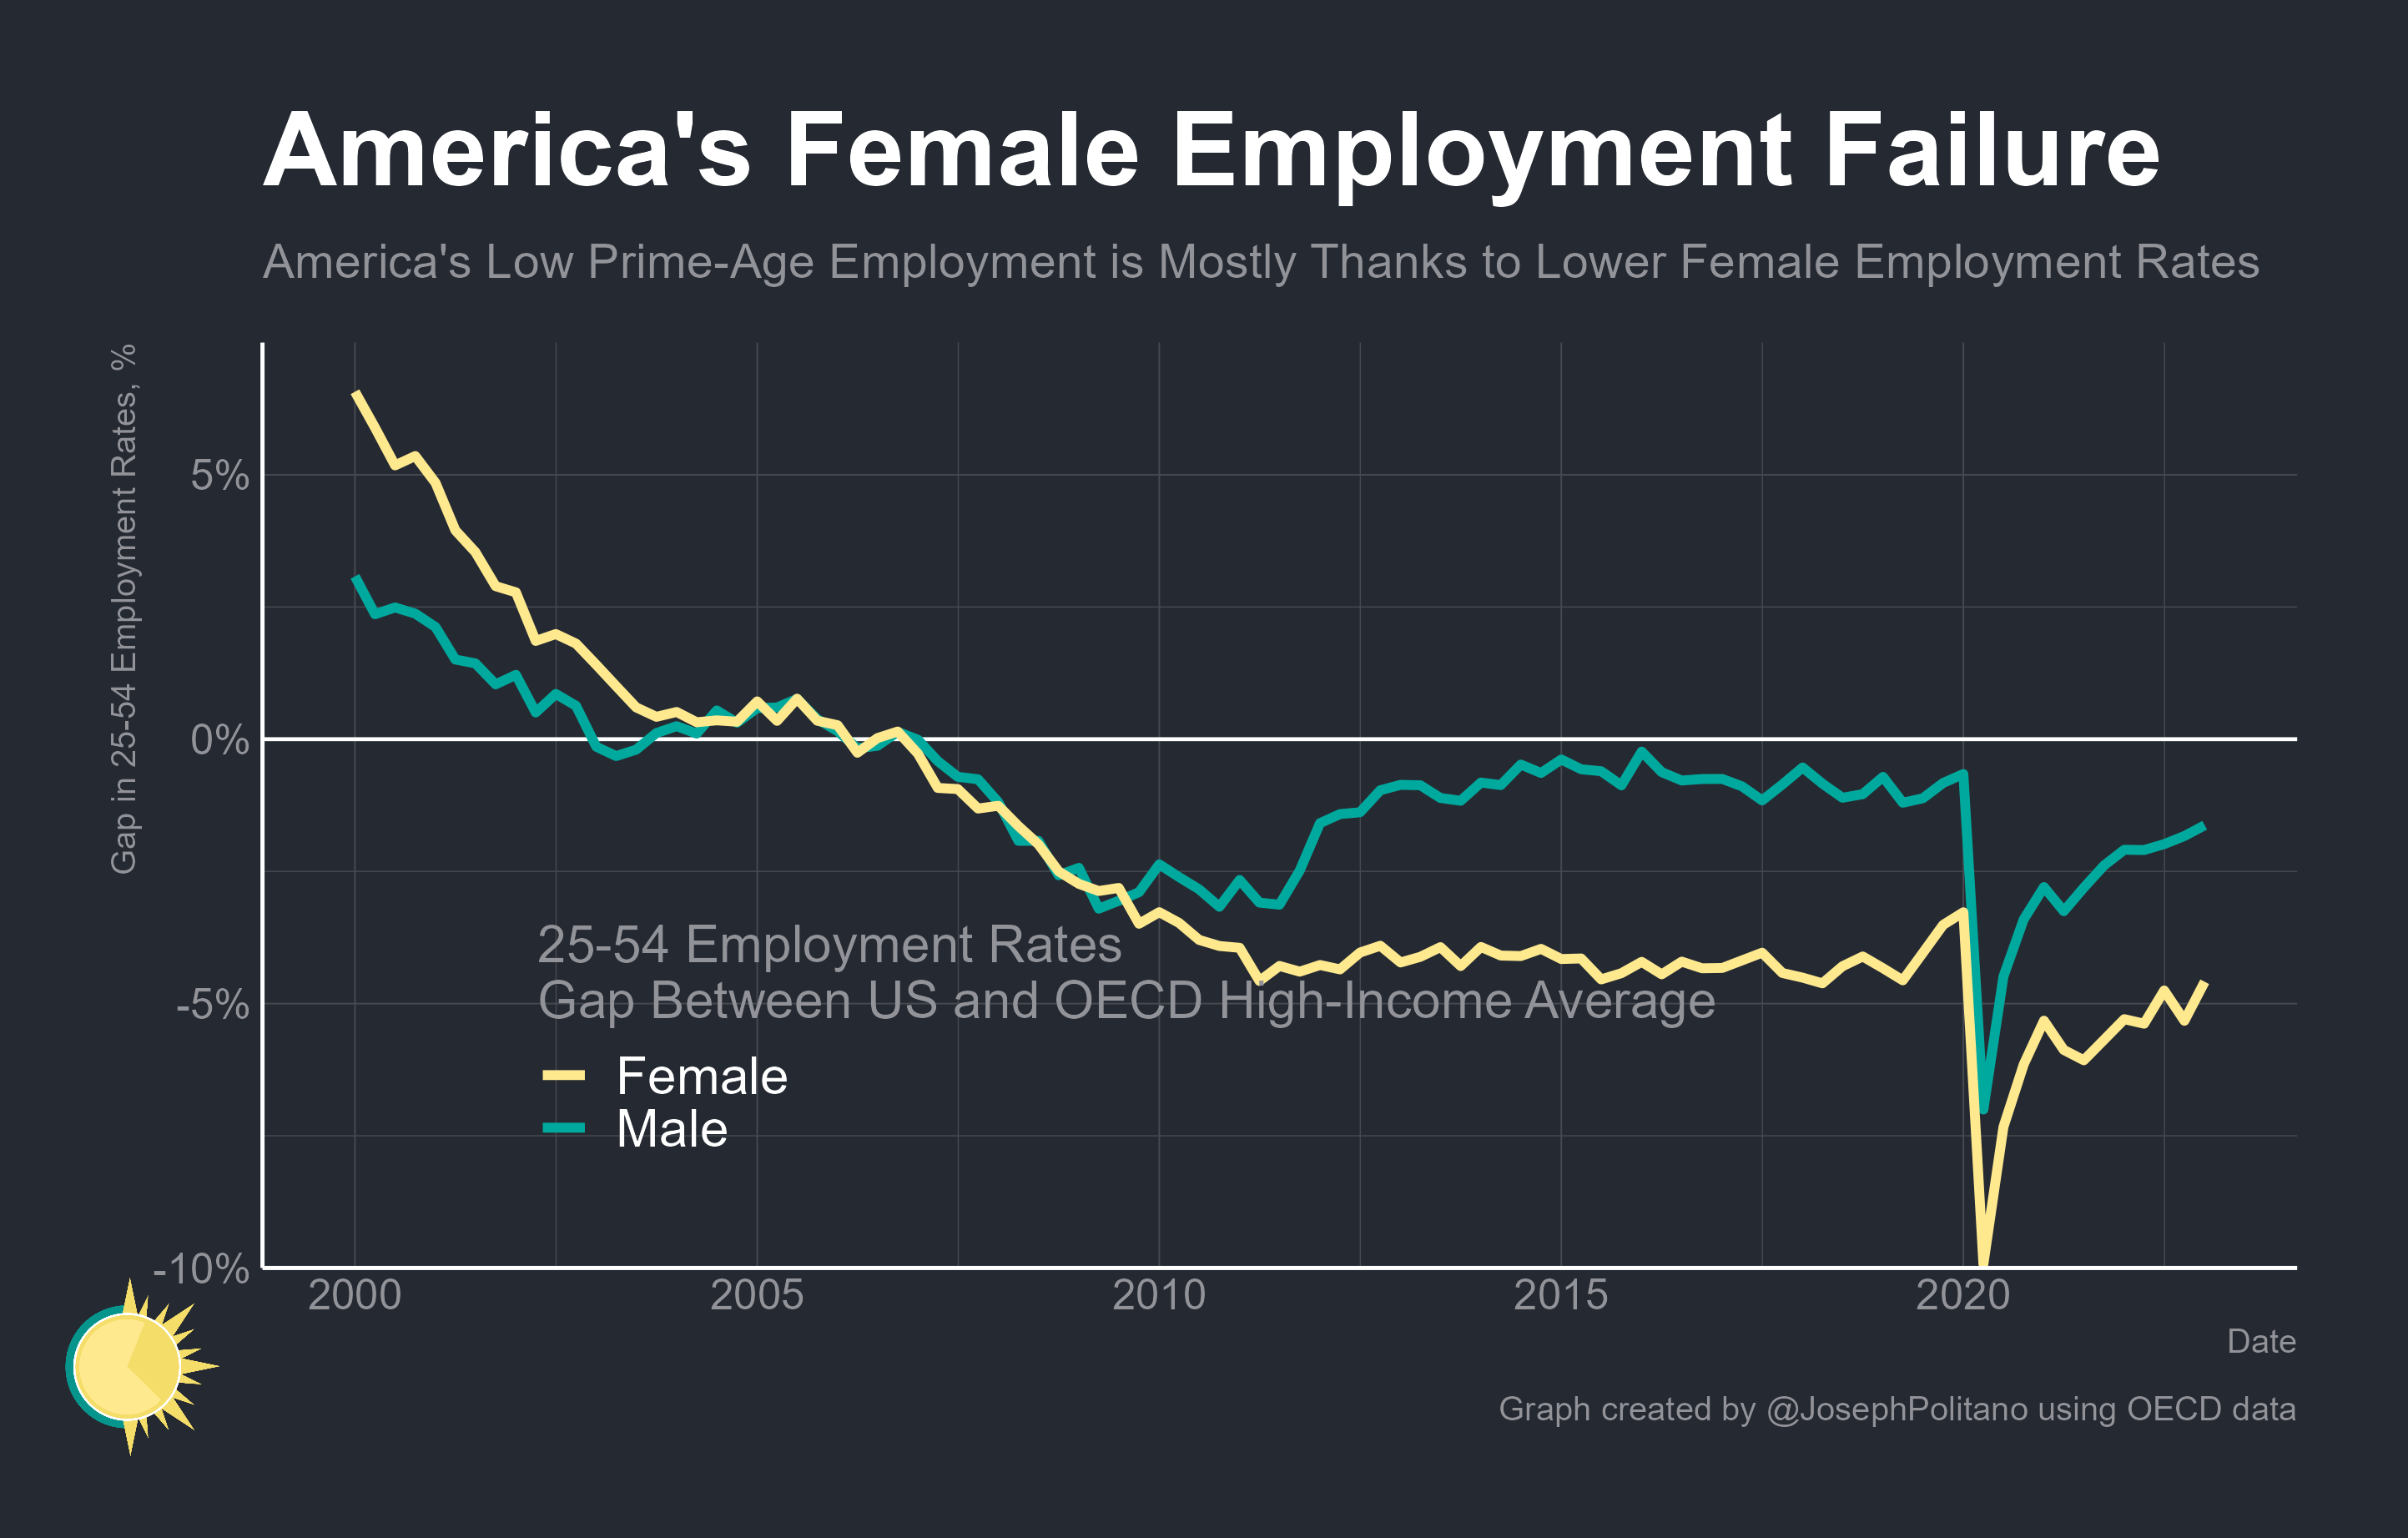 America's Female Employment Failure
America's Low Prime-Age Employment is Mostly Thanks to Lower Female Employment Rates
Gap in 25-54 Employment Rates, %
5%
0%
-5%
-10%
25-54 Employment Rates
Gap Between US and OECD High-Income Average
Female
Male
2000 2005 2010 2015 2020
Date
Graph created by @JosephPolitano using OECD data